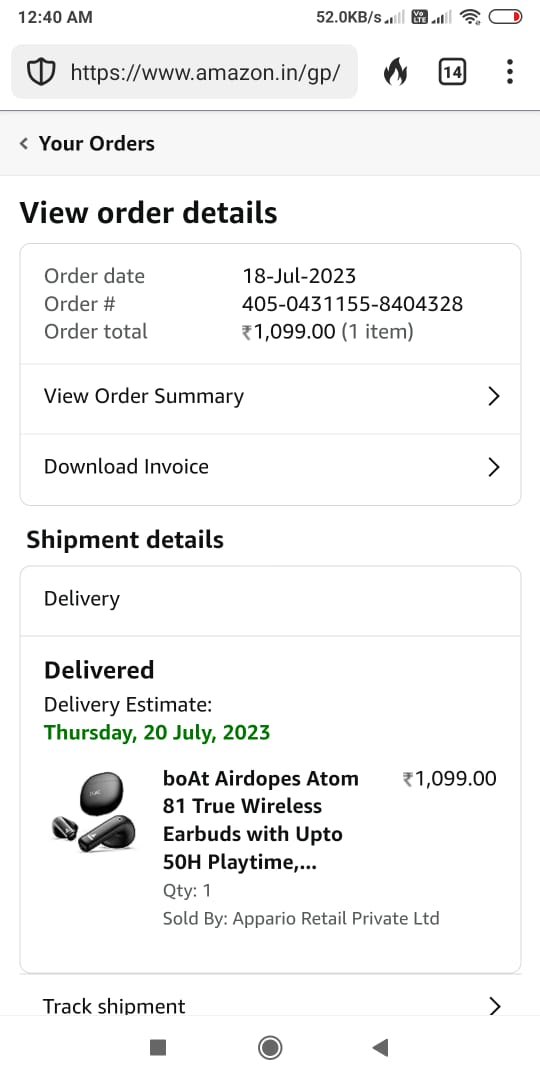 12:40 AM
52.0KB/s
Vo LTE
https://www.amazon.in/gp/
14
Your Orders
View order details
Order date 18-Jul-2023
Order # 405-0431155-8404328
Order total ₹1,099.00 (1 item)
View Order Summary
Download Invoice
Shipment details
Delivery
Delivered
Delivery Estimate:
Thursday, 20 July, 2023
boAt Airdopes Atom ₹1,099.00
81 True Wireless
Earbuds with Upto
50H Playtime,...
Qty: 1
Sold By: Appario Retail Private Ltd
Track shipment